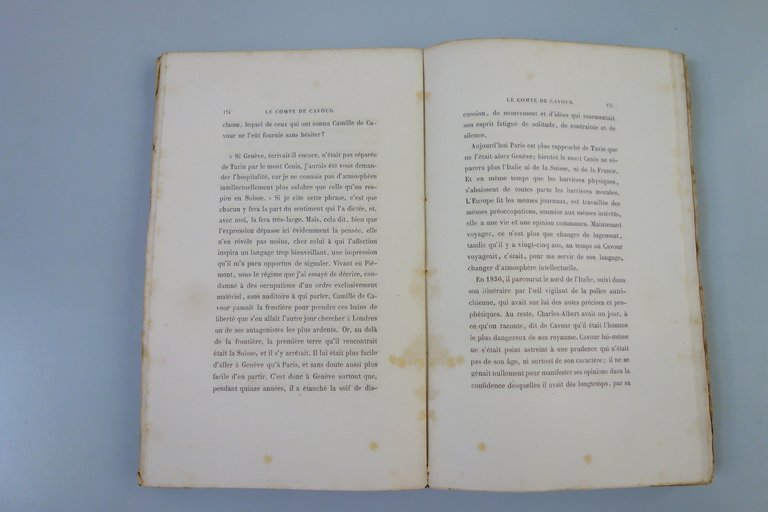 174 LE COMTE DE CAVOUR.
clame, lequel de ceux qui ont connu Camille de Ca-
vour ne l'eût fournie sans hésiter?
« Si Genève, écrivait-il encore, n'était pas séparée
de Turin par le mont Cenis, j'aurais été vous deman-
der l'hospitalité, car je ne connais pas d'atmosphère
intellectuellement plus salubre que celle qu'on res-
pire en Suisse. » Si je cite cette phrase, c'est que
chacun y fera la part du sentiment qui l'a dictée, et,
avec moi, la fera très-large. Mais, cela dit, bien que
l'expression dépasse ici évidemment la pensée, elle
n'en révèle pas moins, chez celui à qui l'affection
inspira un langage trop bienveillant, une impression
qu'il m'a paru opportun de signaler. Vivant en Pié-
mont, sous le régime que j'ai essayé de décrire, con-
damné à des occupations d'un ordre exclusivement
matériel, sans auditoire à qui parler, Camille de Ca-
vour passait la frontière pour prendre ces bains de
liberté que s'en allait l'autre jour chercher à Londres
un de ses antagonistes les plus ardents. Or, au delà
de la frontière, la première terre qu'il rencontrait
était la Suisse, et il s'y arrêtait. Il lui était plus facile
d'aller à Genève qu'à Paris, et sans doute aussi plus
facile d'en partir. C'est donc à Genève surtout que,
pendant quinze années, il a étanché la soif de dis-
LE COMTE DE CAVOUR. 175
cussion, de mouvement et d'idées qui tourmentait
son esprit fatigué de solitude, de contrainte et de
silence.
Aujourd'hui Paris est plus rapproché de Turin que
ne l'était alors Genève; bientôt le mont Cenis ne sé-
parera plus l'Italie ni de la Suisse, ni de la France.
Et en même temps que les barrières physiques,
s'abaissent de toutes parts les barrières morales.
L'Europe lit les mêmes journaux, est travaillée des
mêmes préoccupations, soumise aux mêmes intérêts,
elle a une vie et une opinion communes. Maintenant
voyager, ce n'est plus que changer de logement,
tandis qu'il y a vingt-cinq ans, au temps où Cavour
voyageait, c'était, pour me servir de son langage,
changer d'atmosphère intellectuelle.
En 1836, il parcourut le nord de l'Italie, suivi dans
son itinéraire par l'œil vigilant de la police autri-
chienne, qui avait sur lui des notes précises et pro-
phétiques. Au reste, Charles-Albert avait un jour, à
ce qu'on raconte, dit de Cavour qu'il était l'homme
le plus dangereux de son royaume. Cavour lui-même
ne s'était point astreint à une prudence qui n'était
pas de son âge, ni surtout de son caractère; il ne se
gênait nullement pour manifester ses opinions dans la
confidence desquelles il avait dès longtemps, par sa